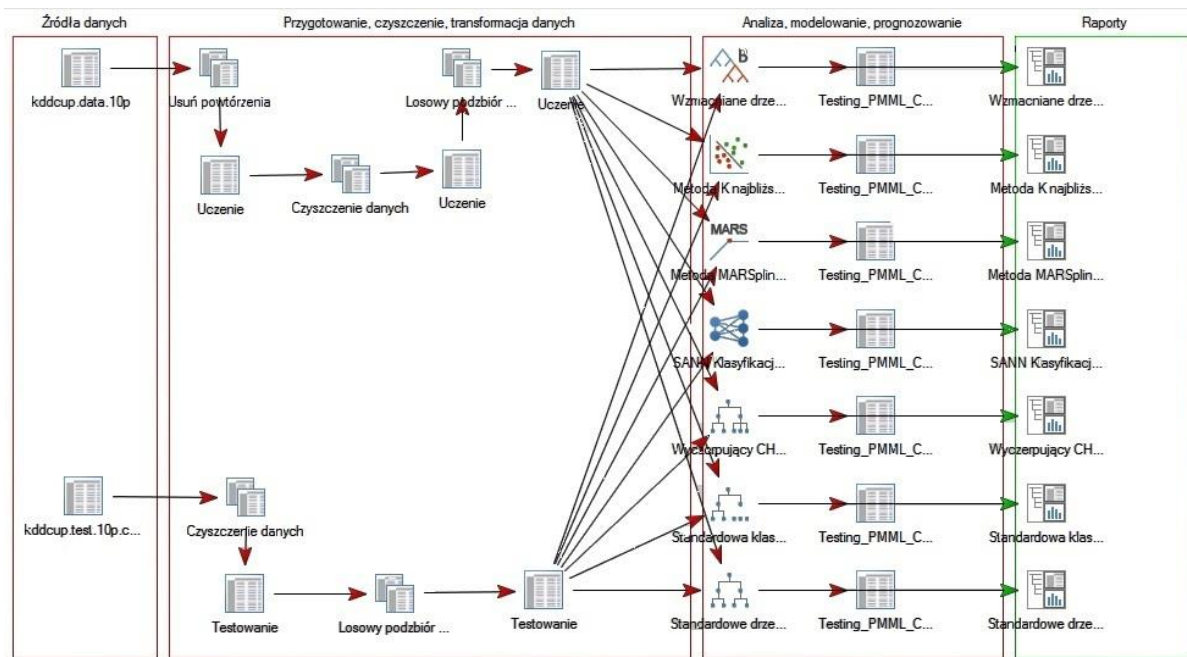 Źródła danych
Przygotowanie, czyszczenie, transformacja danych
Analiza, modelowanie, prognozowanie
Raporty
kddcup.data.10p
Usuń powtórzenia
Losowy podzbiór ...
Uczenie
Wzmacniane drze...
Testing_PMML_C...
Wzmacniane drze...
Uczenie
Czyszczenie danych
Uczenie
Metoda K najbliżs...
Testing_PMML_C...
Metoda K najbliżs...
MARS
Metoda MARSplin...
Testing_PMML_C...
Metoda MARSplin...
SANN Klasyfikacj...
Testing_PMML_C...
SANN Klasyfikacj...
Wyczerpujący CH...
Testing_PMML_C...
Wyczerpujący CH...
kddcup.test.10p.c...
Czyszczenie danych
Standardowa klas...
Testing_PMML_C...
Standardowa klas...
Testowanie
Losowy podzbiór ...
Testowanie
Standardowe drze...
Testing_PMML_C...
Standardowe drze...